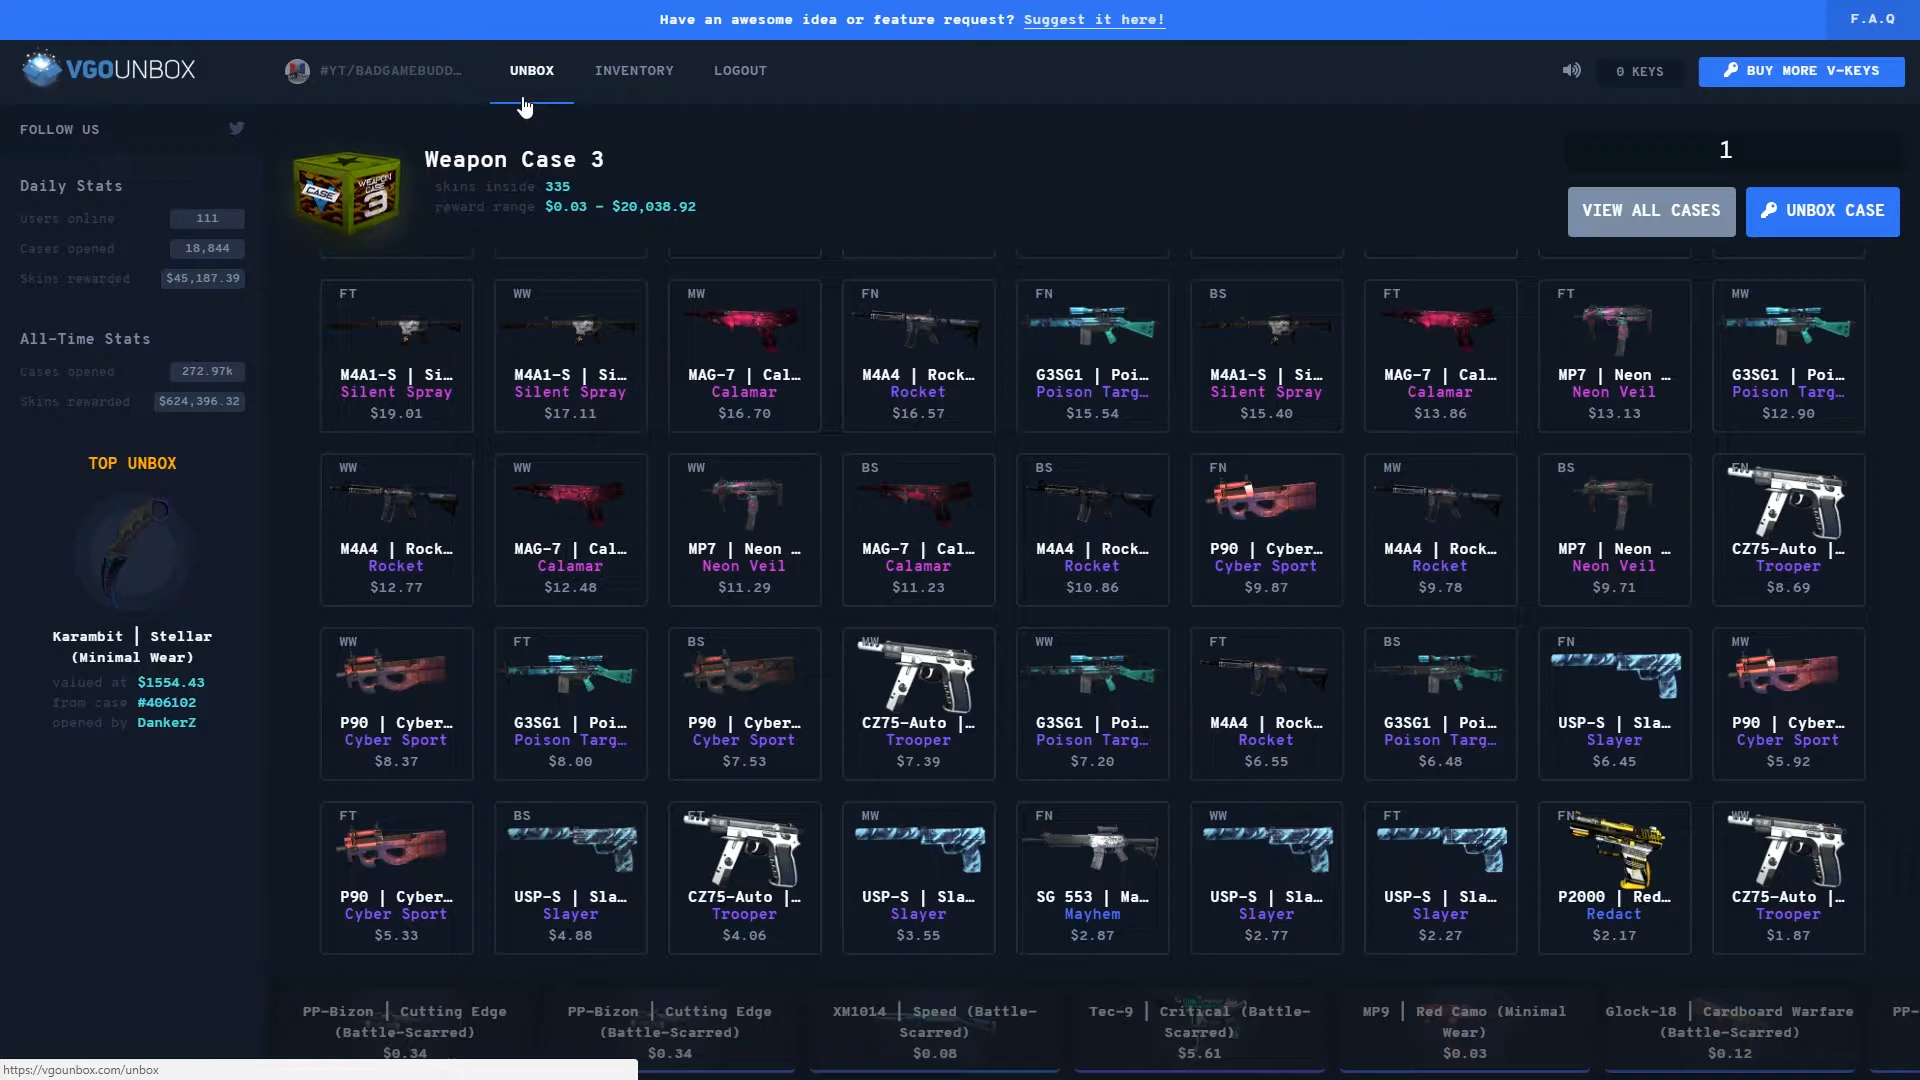 Have an awesome idea or feature request? Suggest it here!
F.A.Q
VGOUNBOX
#YT/BADGAMEBUDD…
UNBOX
INVENTORY
LOGOUT
0 KEYS
BUY MORE V-KEYS
FOLLOW US
Daily Stats
Users online 111
Cases opened 18,844
Skins rewarded $45,187.39
All-Time Stats
Cases opened 272.97k
Skins rewarded $624,396.32
TOP UNBOX
Karambit | Stellar
(Minimal Wear)
valued at $1554.43
from case #406102
opened by DankerZ
CASE
WEAPON
CASE
3
Weapon Case 3
skins inside 335
reward range $0.03 - $20,038.92
1
VIEW ALL CASES
UNBOX CASE
FT WW MW FN FN BS FT FT MW
M4A1-S | Si… M4A1-S | Si… MAG-7 | Cal… M4A4 | Rock… G3SG1 | Poi… M4A1-S | Si… MAG-7 | Cal… MP7 | Neon … G3SG1 | Poi…
Silent Spray Silent Spray Calamar Rocket Poison Targ… Silent Spray Calamar Neon Veil Poison Targ…
$19.01 $17.11 $16.70 $16.57 $15.54 $15.40 $13.86 $13.13 $12.90
WW WW WW BS BS FN MW BS FN
M4A4 | Rock… MAG-7 | Cal… MP7 | Neon … MAG-7 | Cal… M4A4 | Rock… P90 | Cyber… M4A4 | Rock… MP7 | Neon … CZ75-Auto |…
Rocket Calamar Neon Veil Calamar Rocket Cyber Sport Rocket Neon Veil Trooper
$12.77 $12.48 $11.29 $11.23 $10.86 $9.87 $9.78 $9.71 $8.69
WW FT BS MW WW FT BS FN MW
P90 | Cyber… G3SG1 | Poi… P90 | Cyber… CZ75-Auto |… G3SG1 | Poi… M4A4 | Rock… G3SG1 | Poi… USP-S | Sla… P90 | Cyber…
Cyber Sport Poison Targ… Cyber Sport Trooper Poison Targ… Rocket Poison Targ… Slayer Cyber Sport
$8.37 $8.00 $7.53 $7.39 $7.20 $6.55 $6.48 $6.45 $5.92
FT BS FT MW FN WW FT FN WW
P90 | Cyber… USP-S | Sla… CZ75-Auto |… USP-S | Sla… SG 553 | Ma… USP-S | Sla… USP-S | Sla… P2000 | Red… CZ75-Auto |…
Cyber Sport Slayer Trooper Slayer Mayhem Slayer Slayer Redact Trooper
$5.33 $4.88 $4.06 $3.55 $2.87 $2.77 $2.27 $2.17 $1.87
PP-Bizon | Cutting Edge PP-Bizon | Cutting Edge XM1014 | Speed (Battle- Tec-9 | Critical (Battle- MP9 | Red Camo (Minimal Glock-18 | Cardboard Warfare PP-
(Battle-Scarred) (Battle-Scarred) Scarred) Scarred) Wear) (Battle-Scarred)
$0.34 $0.34 $0.08 $5.61 $0.03 $0.12
https://vgounbox.com/unbox